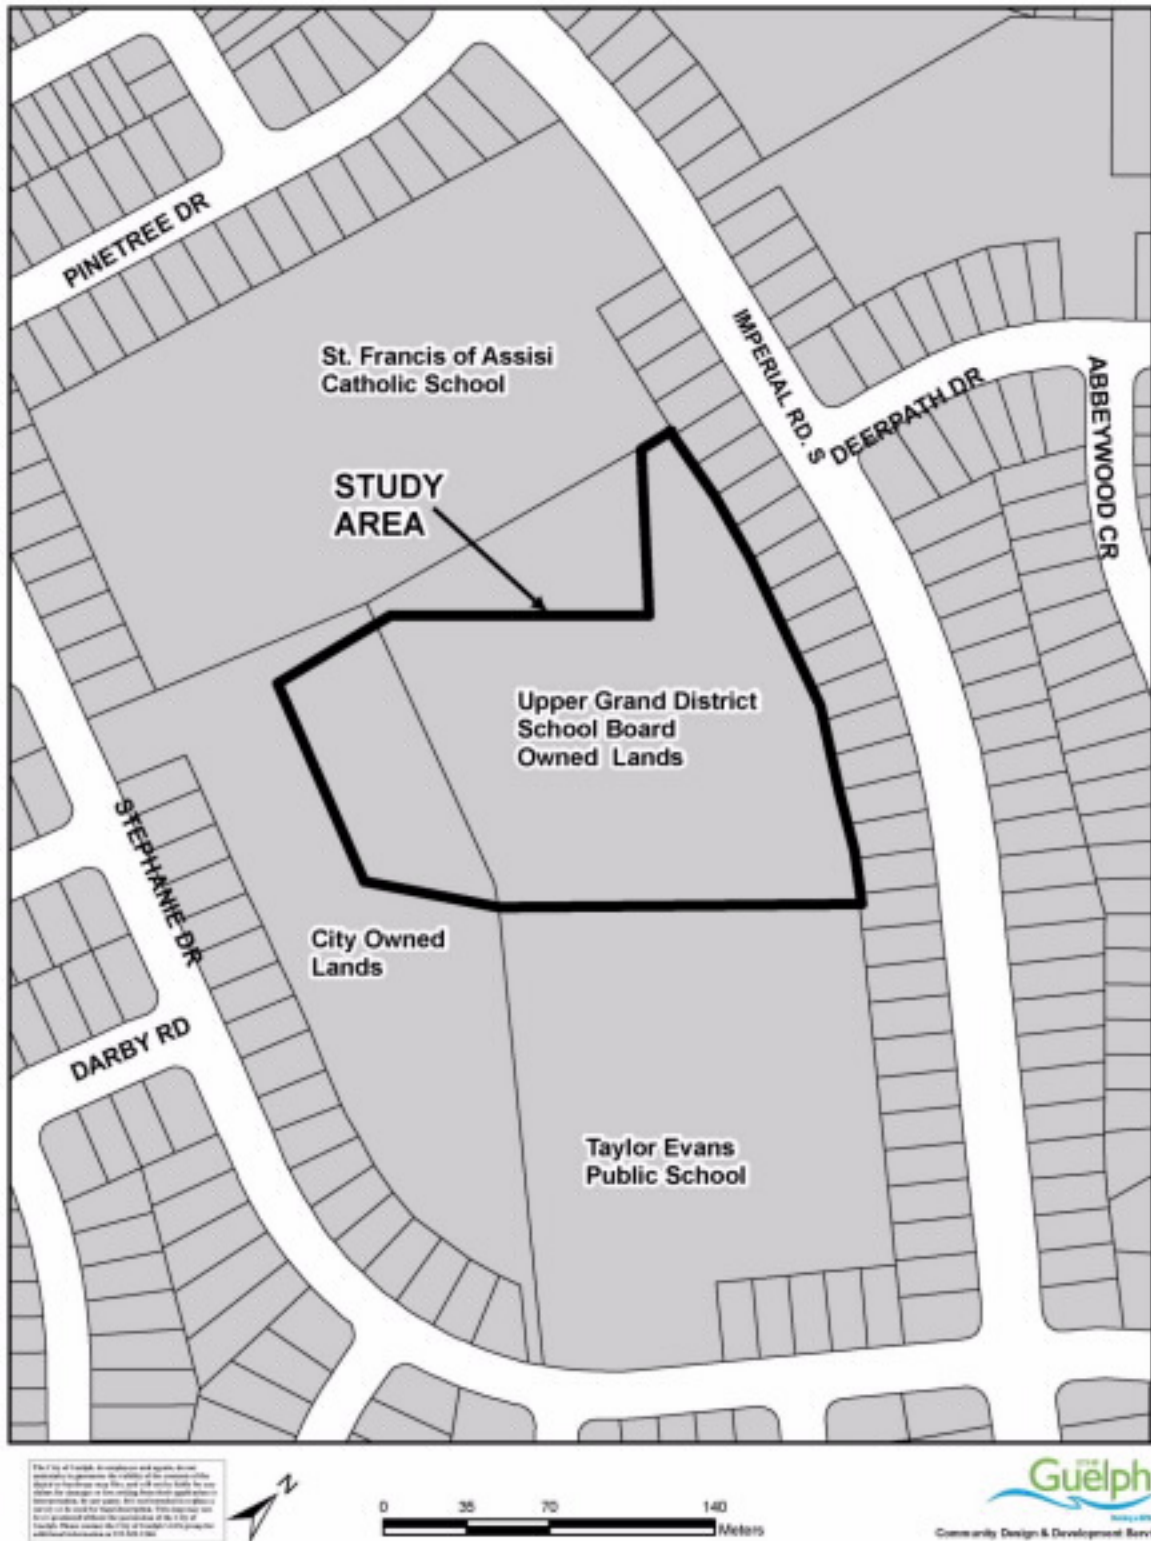 PINETREE DR
St. Francis of Assisi
Catholic School
IMPERIAL RD. S
DEERPATH DR
ABBEYWOOD CR
STUDY
AREA
Upper Grand District
School Board
Owned Lands
STEPHANIE DR
City Owned
Lands
DARBY RD
Taylor Evans
Public School
N
0 35 70 140
Meters
Guelph
Community Design & Development